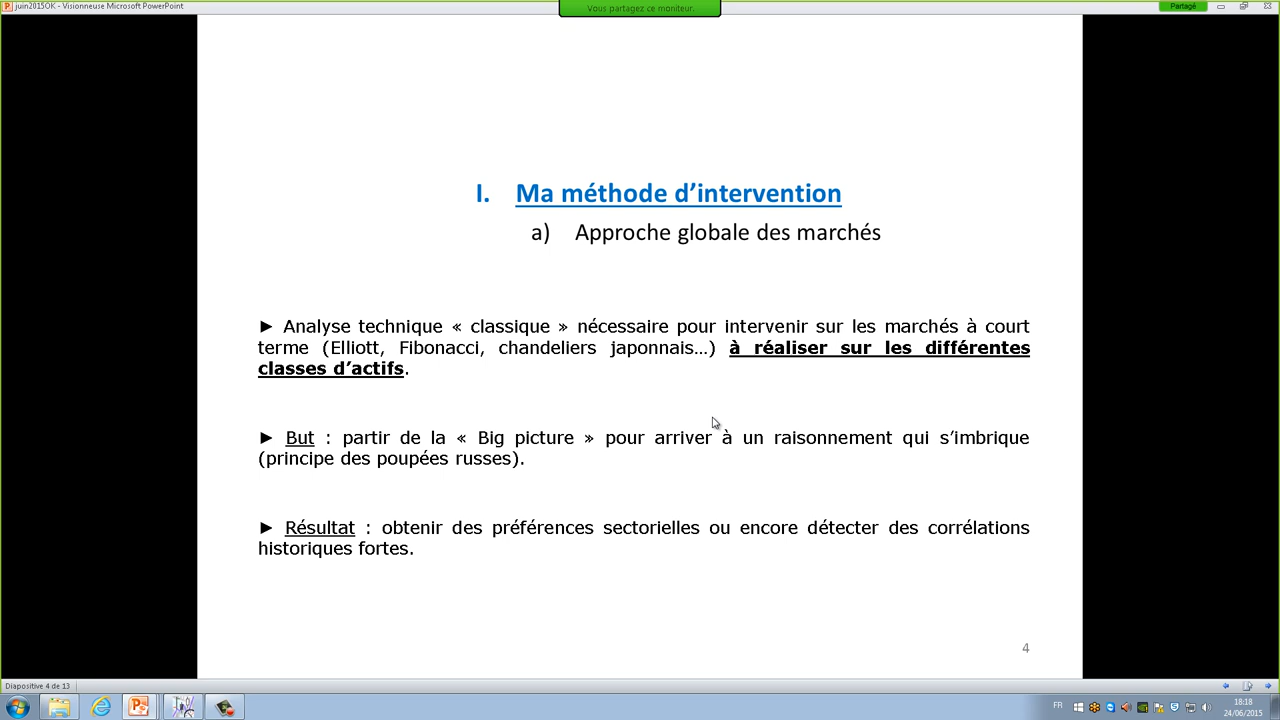 juin2015OK - Visionneuse Microsoft PowerPoint
Vous partagez ce moniteur.
Partagé
I. Ma méthode d’intervention
a) Approche globale des marchés
► Analyse technique « classique » nécessaire pour intervenir sur les marchés à court
terme (Elliott, Fibonacci, chandeliers japonnais…) à réaliser sur les différentes
classes d’actifs.
► But : partir de la « Big picture » pour arriver à un raisonnement qui s’imbrique
(principe des poupées russes).
► Résultat : obtenir des préférences sectorielles ou encore détecter des corrélations
historiques fortes.
4
Diapositive 4 de 13
FR
18:18
24/06/2015